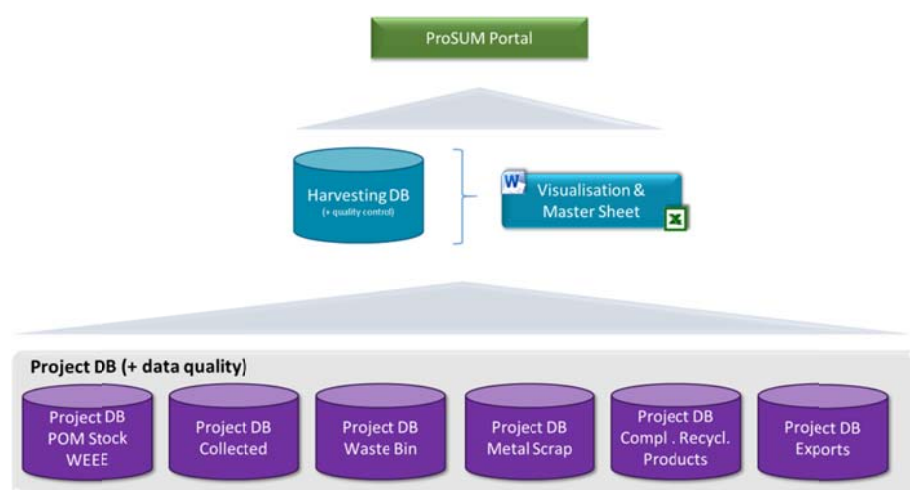 ProSUM Portal
Harvesting DB
(+ quality control)
W
Visualisation &
Master Sheet
X
Project DB (+ data quality)
Project DB
POM Stock
WEEE
Project DB
Collected
Project DB
Waste Bin
Project DB
Metal Scrap
Project DB
Compl . Recycl.
Products
Project DB
Exports